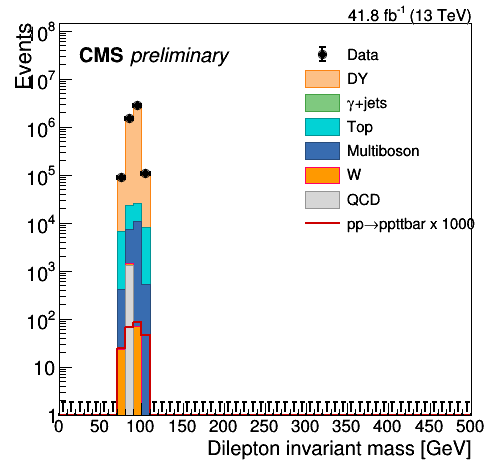 41.8 fb⁻¹ (13 TeV)
Events
CMS preliminary
Data
DY
γ+jets
Top
Multiboson
W
QCD
pp→ppttbar x 1000
10⁸
10⁷
10⁶
10⁵
10⁴
10³
10²
10
1
0 50 100 150 200 250 300 350 400 450 500
Dilepton invariant mass [GeV]